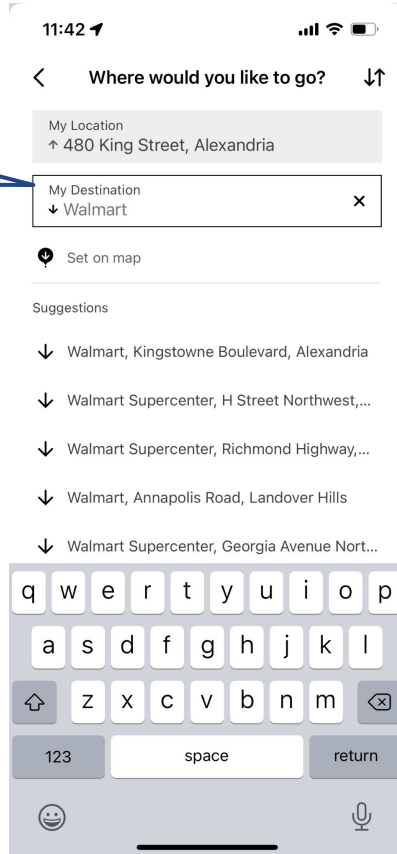 11:42
Where would you like to go?
My Location
480 King Street, Alexandria
My Destination
Walmart
Set on map
Suggestions
Walmart, Kingstowne Boulevard, Alexandria
Walmart Supercenter, H Street Northwest,...
Walmart Supercenter, Richmond Highway,...
Walmart, Annapolis Road, Landover Hills
Walmart Supercenter, Georgia Avenue Nort...
q w e r t y u i o p
a s d f g h j k l
z x c v b n m
123 space return